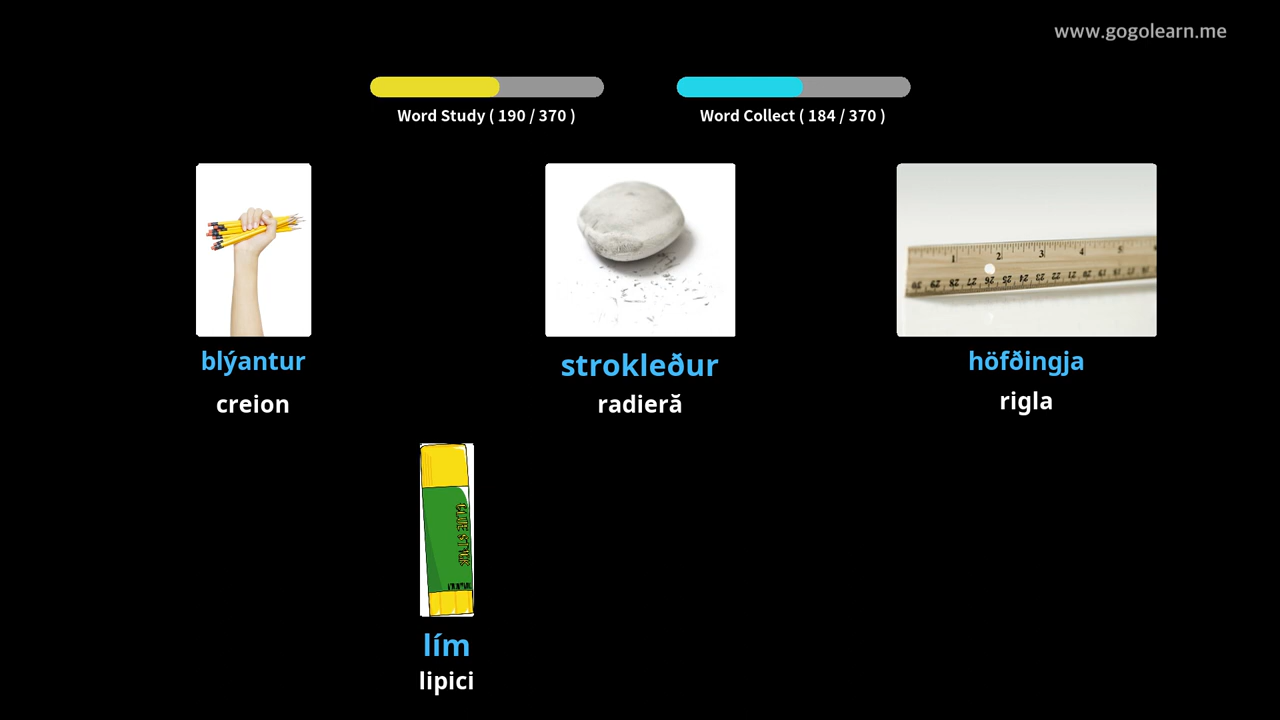 www.gogolearn.me
Word Study ( 190 / 370 )
Word Collect ( 184 / 370 )
blýantur
strokleður
höfðingja
creion
radieră
rigla
lím
lipici